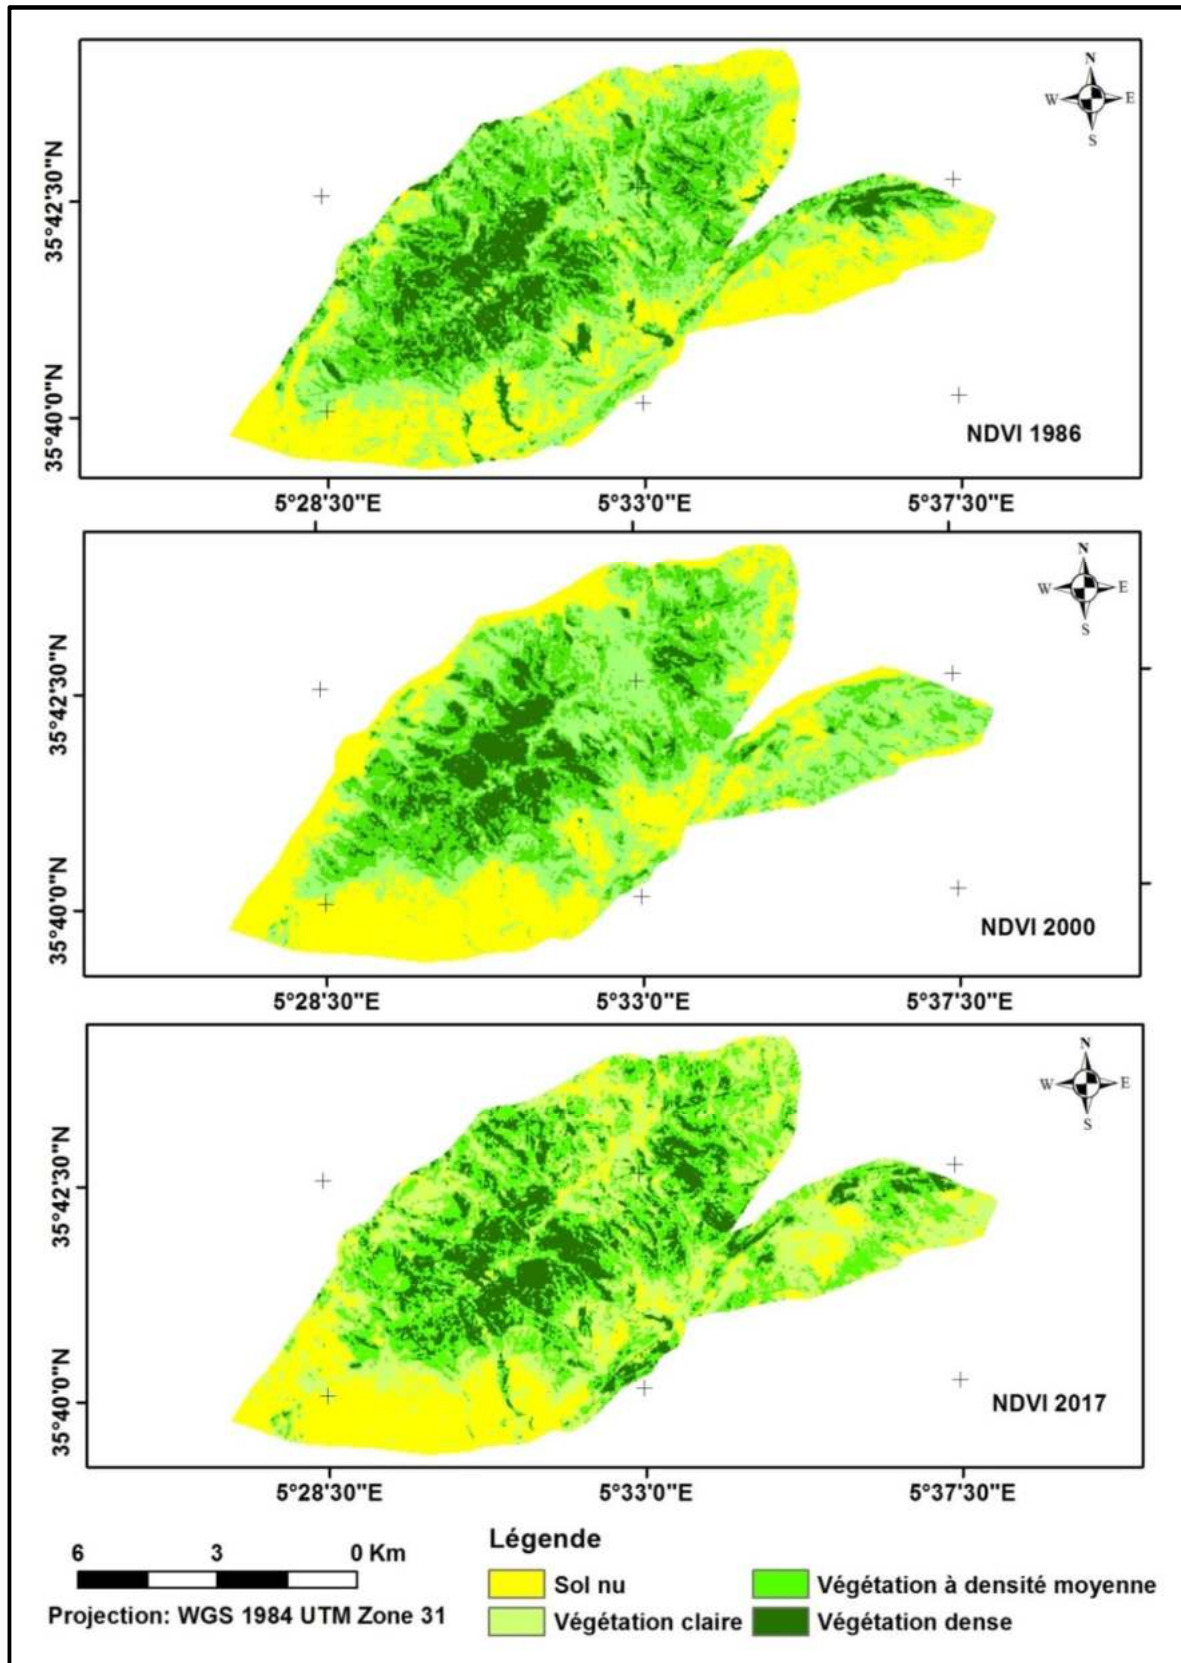 N
W E
S
35°42'30"N
35°40'0"N
NDVI 1986
5°28'30"E 5°33'0"E 5°37'30"E
N
W E
S
35°42'30"N
35°40'0"N
NDVI 2000
5°28'30"E 5°33'0"E 5°37'30"E
N
W E
S
35°42'30"N
35°40'0"N
NDVI 2017
5°28'30"E 5°33'0"E 5°37'30"E
6 3 0 Km
Projection: WGS 1984 UTM Zone 31
Légende
Sol nu
Végétation à densité moyenne
Végétation claire
Végétation dense